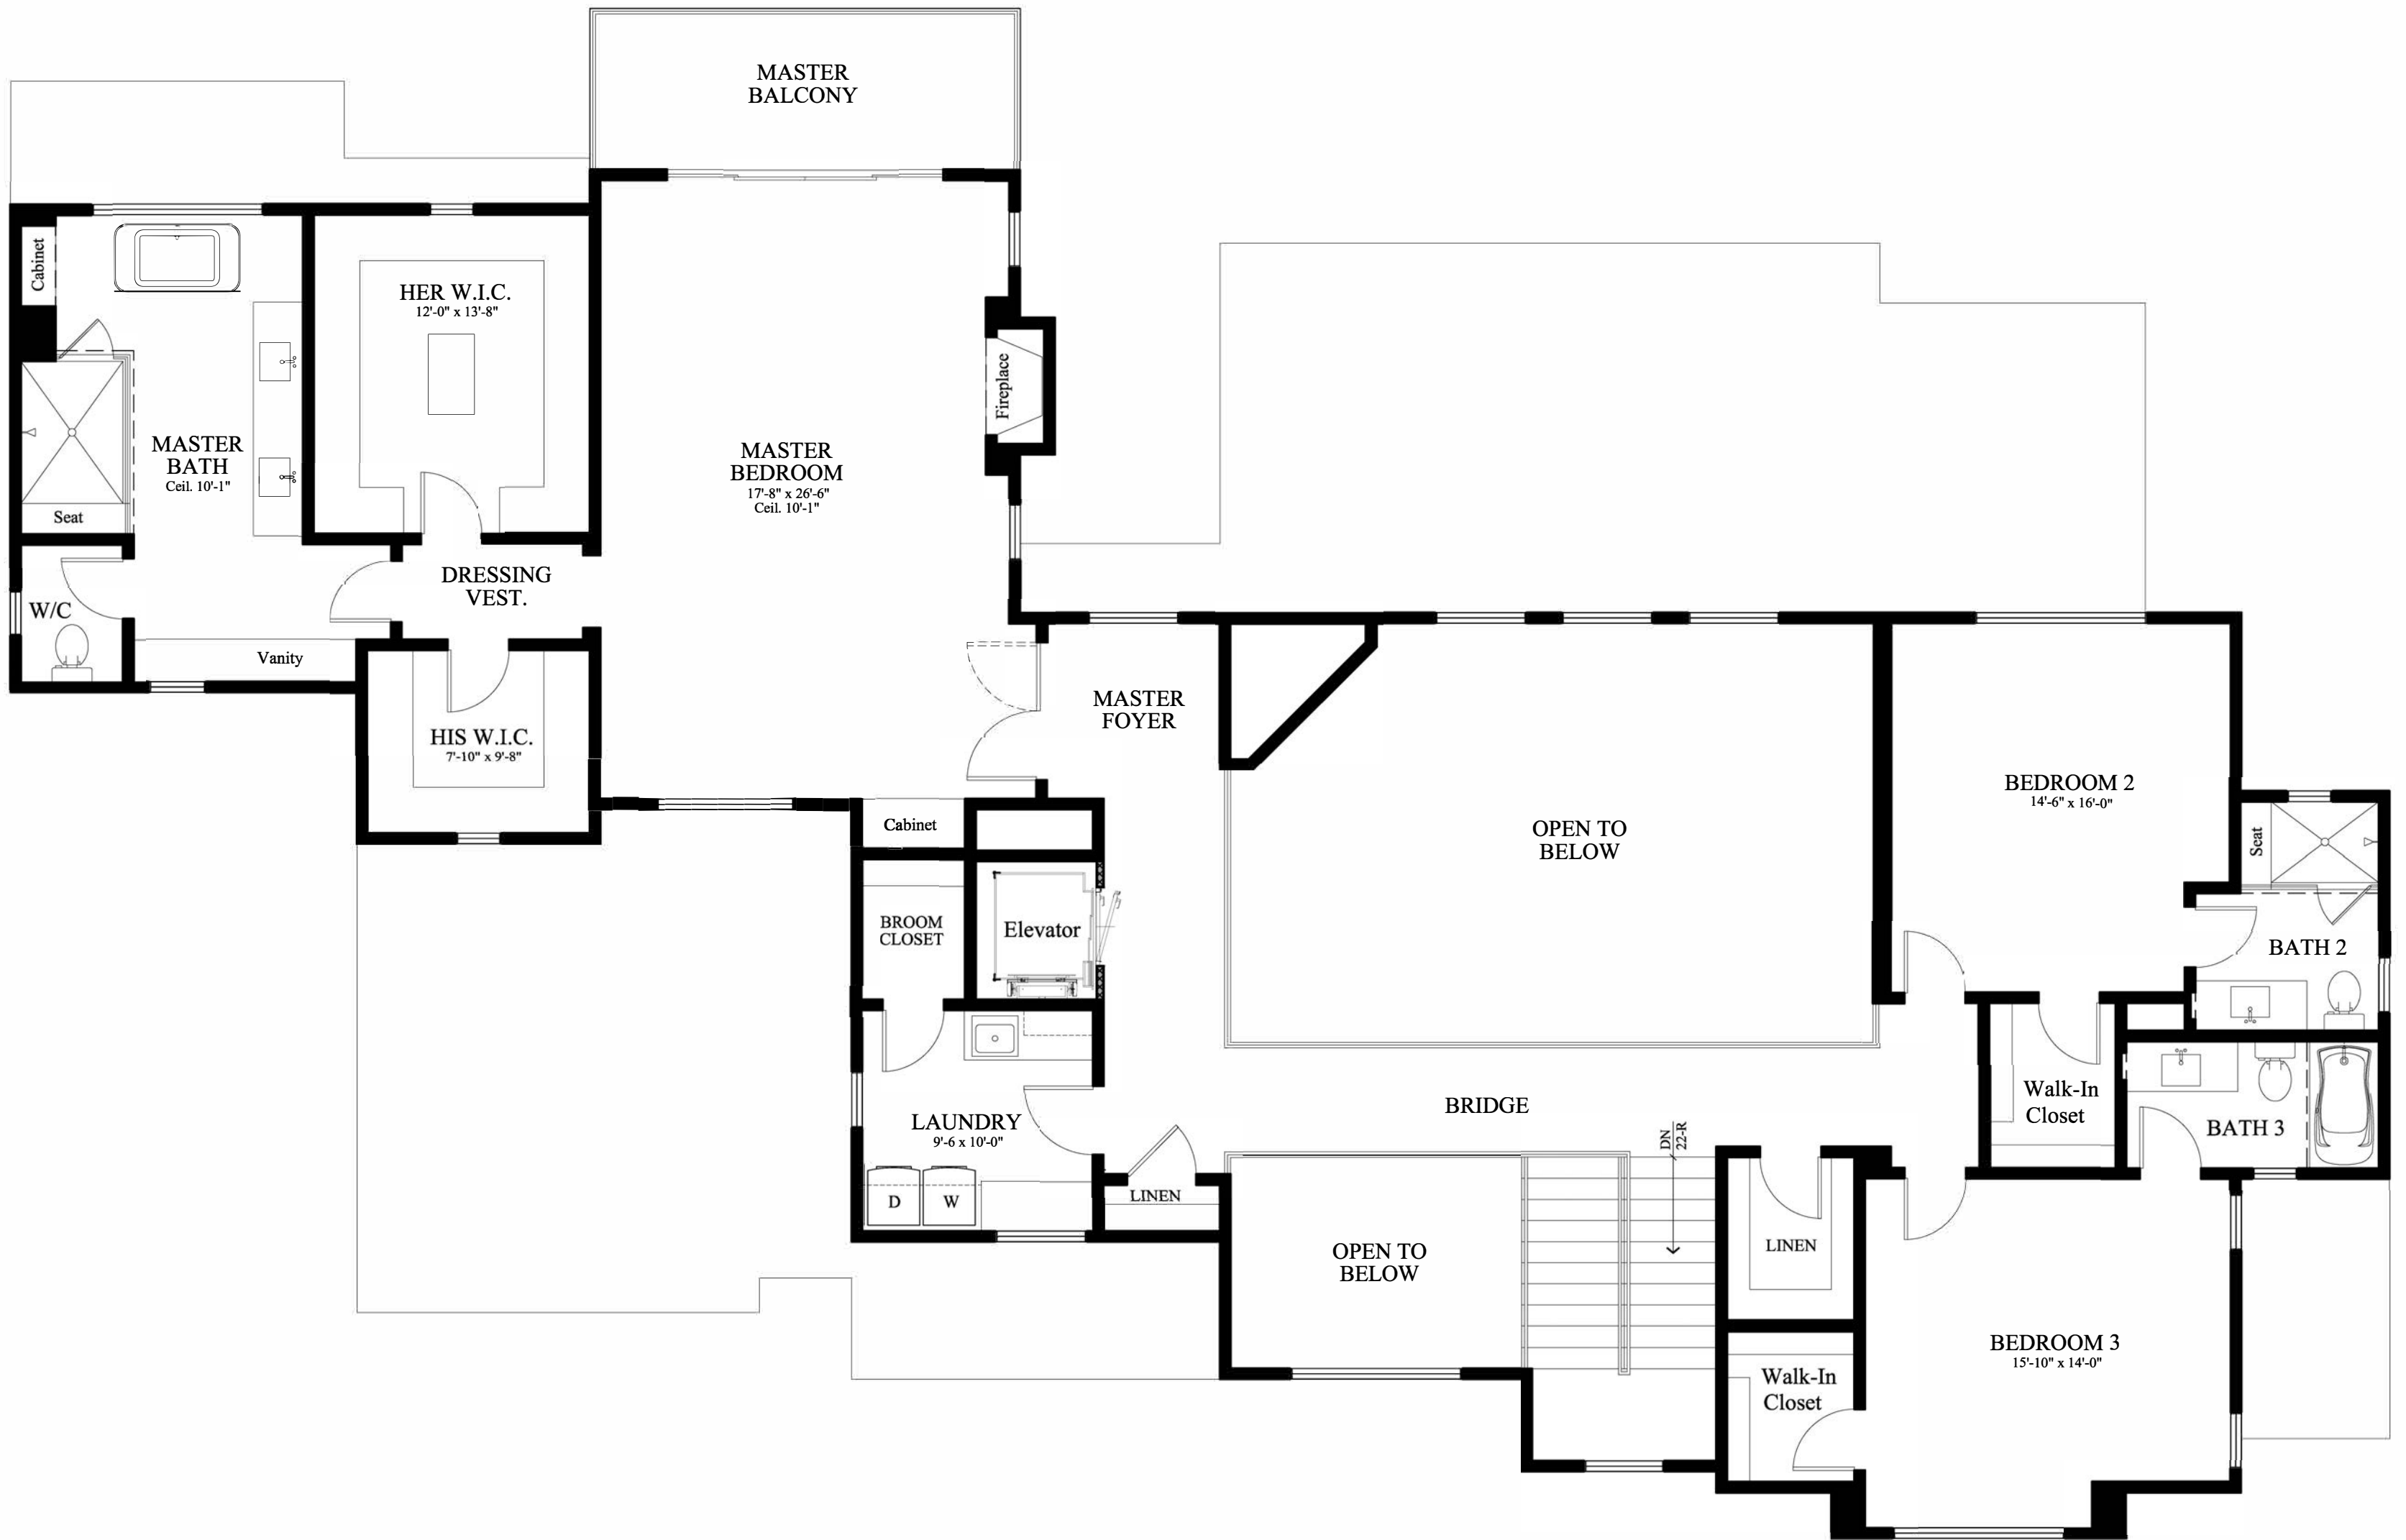 MASTER
BALCONY
Cabinet
HER W.I.C.
12'-0" x 13'-8"
Fireplace
MASTER
BATH
Ceil. 10'-1"
MASTER
BEDROOM
17'-8" x 26'-6"
Ceil. 10'-1"
Seat
DRESSING
VEST.
W/C
Vanity
HIS W.I.C.
7'-10" x 9'-8"
MASTER
FOYER
Cabinet
BROOM
CLOSET
Elevator
OPEN TO
BELOW
BEDROOM 2
14'-6" x 16'-0"
Seat
BATH 2
LAUNDRY
9'-6 x 10'-0"
D
W
LINEN
BRIDGE
DN
22-R
Walk-In
Closet
BATH 3
OPEN TO
BELOW
LINEN
Walk-In
Closet
BEDROOM 3
15'-10" x 14'-0"